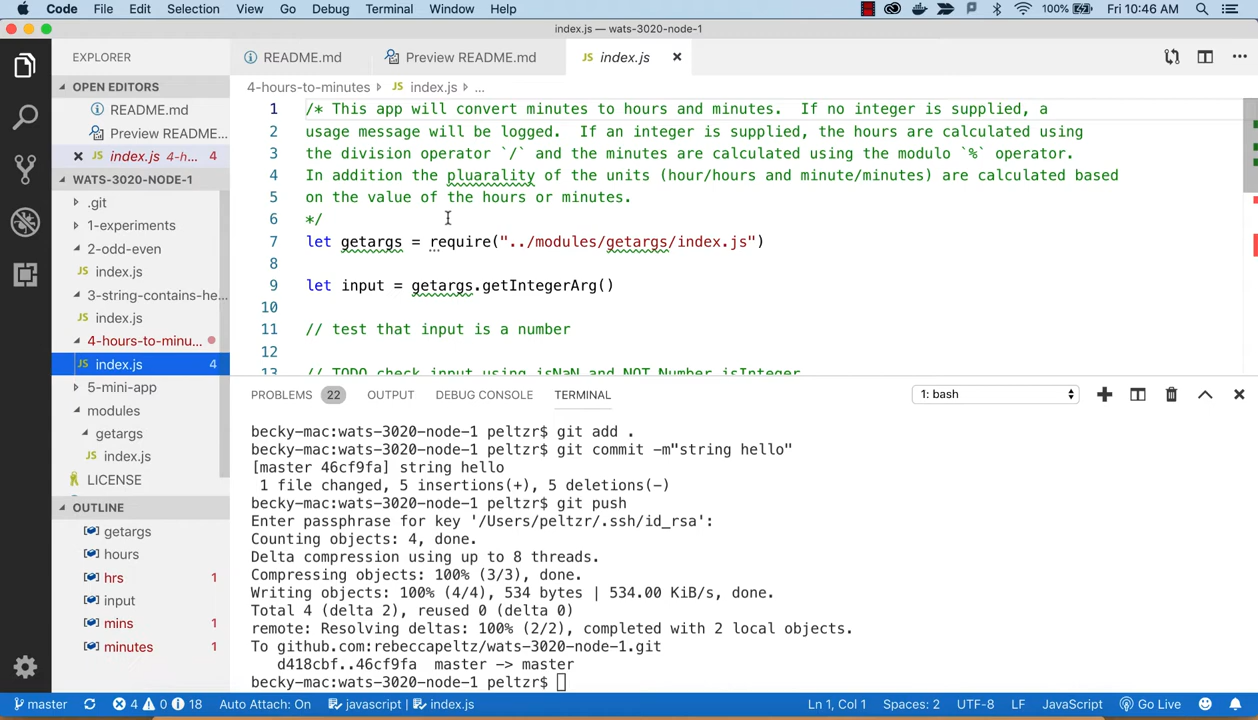 Code File Edit Selection View Go Debug Terminal Window Help 100% Fri 10:46 AM
index.js — wats-3020-node-1
EXPLORER
README.md Preview README.md JS index.js
OPEN EDITORS
README.md
Preview README...
JS index.js 4-h... 4
WATS-3020-NODE-1
.git
1-experiments
2-odd-even
JS index.js
3-string-contains-he...
JS index.js
4-hours-to-minu...
JS index.js 4
5-mini-app
modules
getargs
JS index.js
LICENSE
OUTLINE
getargs
hours
hrs 1
input
mins 1
minutes 1
4-hours-to-minutes › JS index.js › ...
1 /* This app will convert minutes to hours and minutes.  If no integer is supplied, a
2 usage message will be logged.  If an integer is supplied, the hours are calculated using
3 the division operator `/` and the minutes are calculated using the modulo `%` operator.
4 In addition the pluarality of the units (hour/hours and minute/minutes) are calculated based
5 on the value of the hours or minutes.
6 */
7 let getargs = require("../modules/getargs/index.js")
8
9 let input = getargs.getIntegerArg()
10
11 // test that input is a number
12
13 // TODO check input using isNaN and NOT Number.isInteger
PROBLEMS 22 OUTPUT DEBUG CONSOLE TERMINAL 1: bash
becky-mac:wats-3020-node-1 peltzr$ git add .
becky-mac:wats-3020-node-1 peltzr$ git commit -m"string hello"
[master 46cf9fa] string hello
1 file changed, 5 insertions(+), 5 deletions(-)
becky-mac:wats-3020-node-1 peltzr$ git push
Enter passphrase for key '/Users/peltzr/.ssh/id_rsa':
Counting objects: 4, done.
Delta compression using up to 8 threads.
Compressing objects: 100% (3/3), done.
Writing objects: 100% (4/4), 534 bytes | 534.00 KiB/s, done.
Total 4 (delta 2), reused 0 (delta 0)
remote: Resolving deltas: 100% (2/2), completed with 2 local objects.
To github.com:rebeccapeltz/wats-3020-node-1.git
d418cbf..46cf9fa  master -> master
becky-mac:wats-3020-node-1 peltzr$
master 4 0 18 Auto Attach: On javascript | index.js Ln 1, Col 1 Spaces: 2 UTF-8 LF JavaScript Go Live